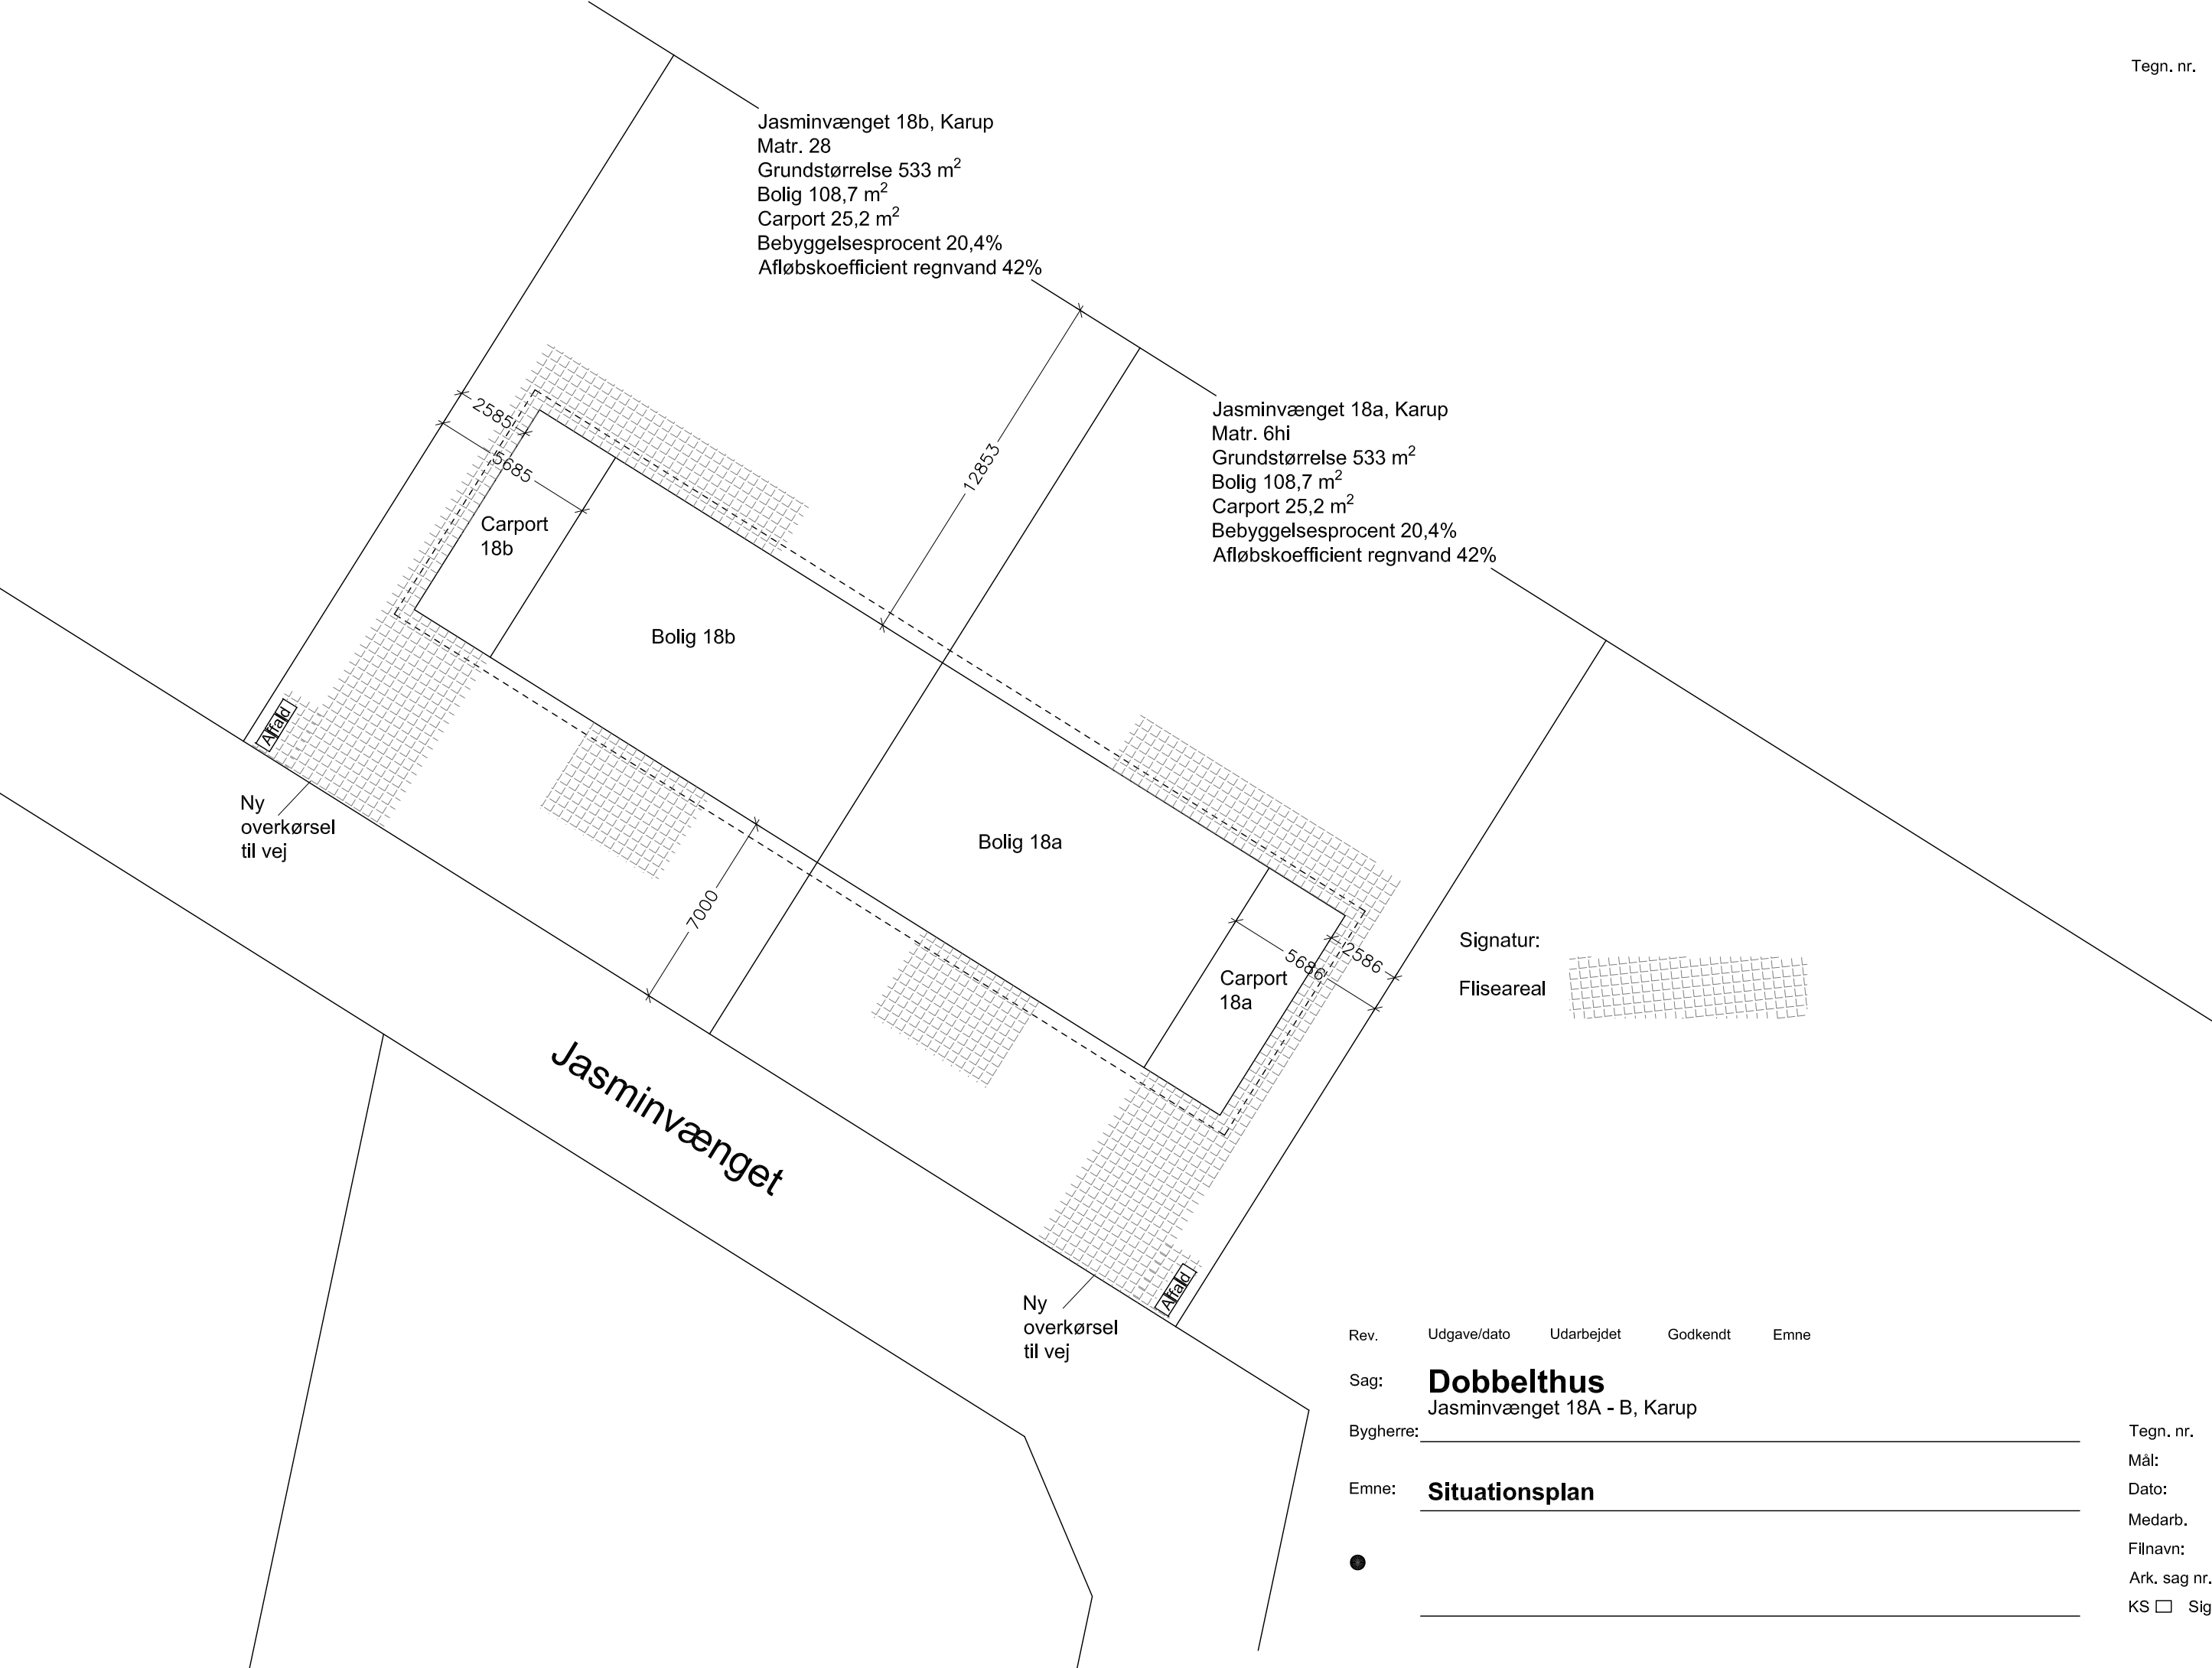 Tegn. nr.
Jasminvænget 18b, Karup
Matr. 28
Grundstørrelse 533 m²
Bolig 108,7 m²
Carport 25,2 m²
Bebyggelsesprocent 20,4%
Afløbskoefficient regnvand 42%
Jasminvænget 18a, Karup
Matr. 6hi
Grundstørrelse 533 m²
Bolig 108,7 m²
Carport 25,2 m²
Bebyggelsesprocent 20,4%
Afløbskoefficient regnvand 42%
2585
5685
12853
Carport
18b
Bolig 18b
Affald
Ny
overkørsel
til vej
7000
Bolig 18a
5686
2586
Carport
18a
Signatur:
Fliseareal
Jasminvænget
Affald
Ny
overkørsel
til vej
Rev. Udgave/dato Udarbejdet Godkendt Emne
Sag: Dobbelthus
Jasminvænget 18A - B, Karup
Bygherre:
Emne: Situationsplan
Tegn. nr.
Mål:
Dato:
Medarb.
Filnavn:
Ark. sag nr.
KS Sig